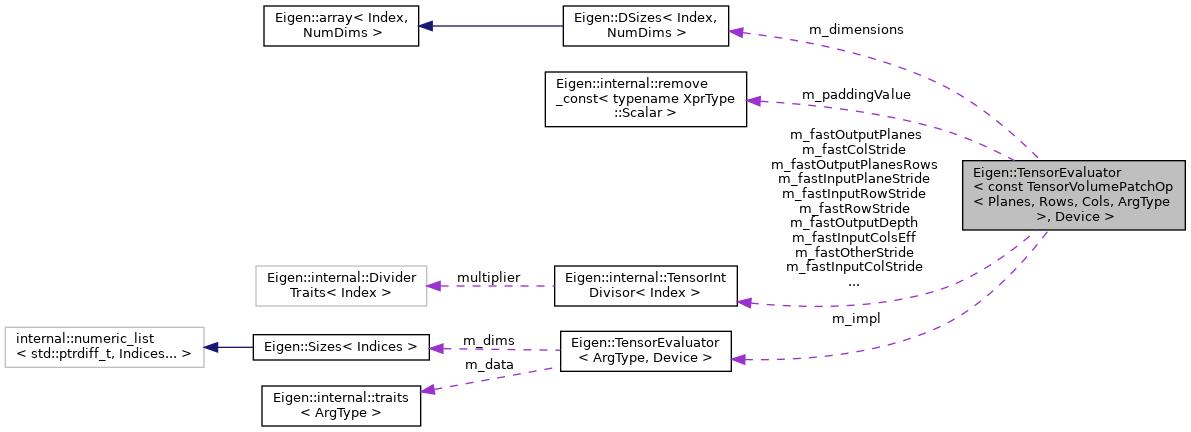 Eigen::array< Index,
NumDims >
Eigen::DSizes< Index,
NumDims >
m_dimensions
Eigen::internal::remove
_const< typename XprType
::Scalar >
m_paddingValue
m_fastOutputPlanes
m_fastColStride
m_fastOutputPlanesRows
m_fastInputPlaneStride
m_fastInputRowStride
m_fastRowStride
m_fastOutputDepth
m_fastInputColsEff
m_fastOtherStride
m_fastInputColStride
...
Eigen::TensorEvaluator
< const TensorVolumePatchOp
< Planes, Rows, Cols, ArgType
>, Device >
Eigen::internal::Divider
Traits< Index >
multiplier
Eigen::internal::TensorInt
Divisor< Index >
m_impl
internal::numeric_list
< std::ptrdiff_t, Indices... >
Eigen::Sizes< Indices >
m_dims
m_data
Eigen::TensorEvaluator
< ArgType, Device >
Eigen::internal::traits
< ArgType >